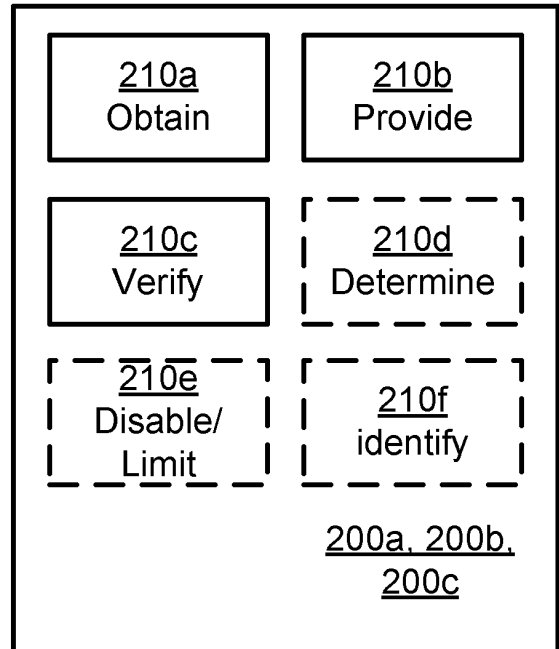 210a
Obtain
210b
Provide
210c
Verify
210d
Determine
210e
Disable/
Limit
210f
identify
200a, 200b,
200c